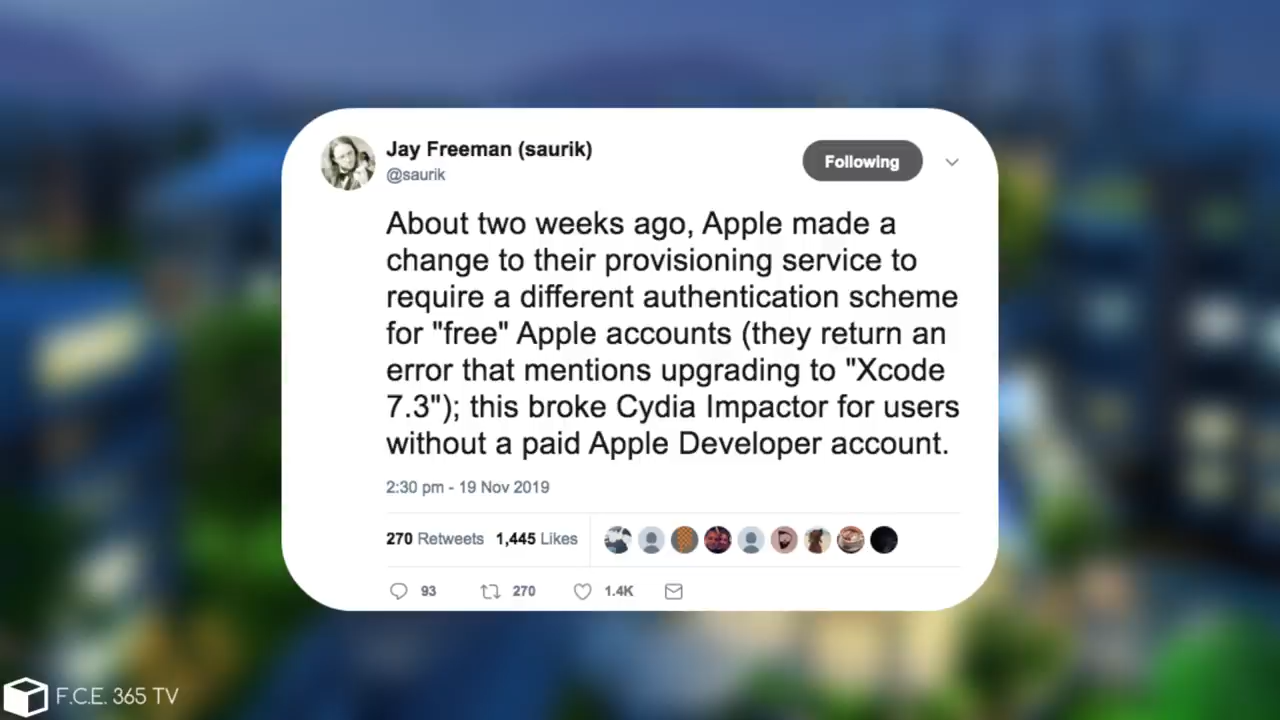 Jay Freeman (saurik)
@saurik
Following
About two weeks ago, Apple made a
change to their provisioning service to
require a different authentication scheme
for "free" Apple accounts (they return an
error that mentions upgrading to "Xcode
7.3"); this broke Cydia Impactor for users
without a paid Apple Developer account.
2:30 pm - 19 Nov 2019
270 Retweets 1,445 Likes
93 270 1.4K
F.C.E. 365 TV